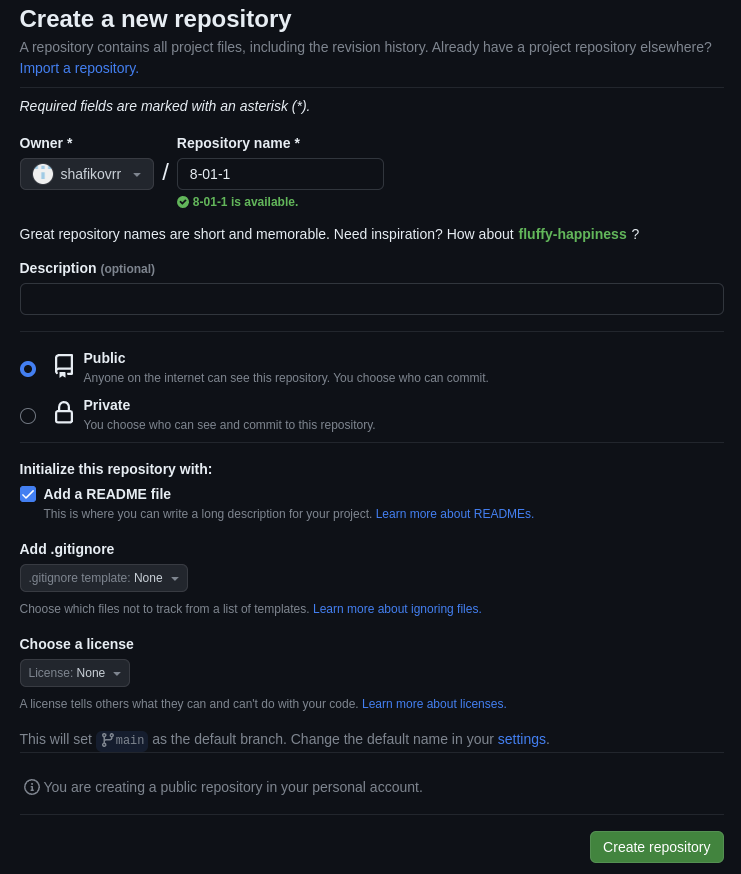 Create a new repository
A repository contains all project files, including the revision history. Already have a project repository elsewhere?
Import a repository.
Required fields are marked with an asterisk (*).
Owner *
Repository name *
shafikovrr
/
8-01-1
8-01-1 is available.
Great repository names are short and memorable. Need inspiration? How about fluffy-happiness ?
Description (optional)
Public
Anyone on the internet can see this repository. You choose who can commit.
Private
You choose who can see and commit to this repository.
Initialize this repository with:
Add a README file
This is where you can write a long description for your project. Learn more about READMEs.
Add .gitignore
.gitignore template: None
Choose which files not to track from a list of templates. Learn more about ignoring files.
Choose a license
License: None
A license tells others what they can and can't do with your code. Learn more about licenses.
This will set main as the default branch. Change the default name in your settings.
You are creating a public repository in your personal account.
Create repository